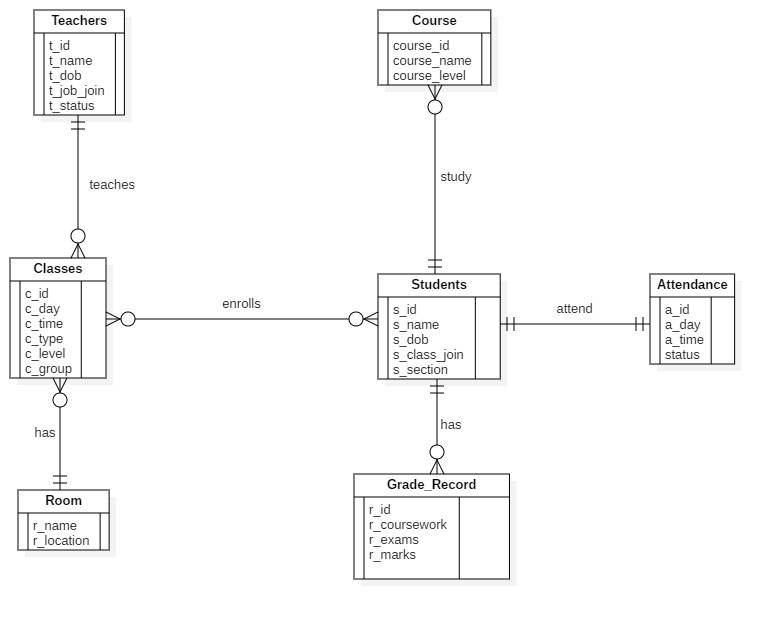 Teachers
t_id
t_name
t_dob
t_job_join
t_status
Course
course_id
course_name
course_level
teaches
study
Classes
c_id
c_day
c_time
c_type
c_level
c_group
enrolls
Students
s_id
s_name
s_dob
s_class_join
s_section
attend
Attendance
a_id
a_day
a_time
status
has
has
Room
r_name
r_location
Grade_Record
r_id
r_coursework
r_exams
r_marks